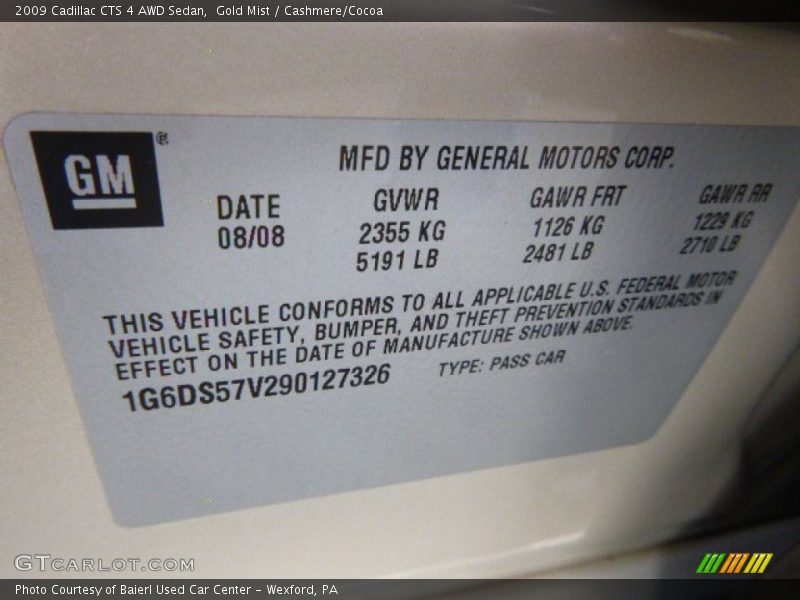 2009 Cadillac CTS 4 AWD Sedan, Gold Mist / Cashmere/Cocoa
GM ®
MFD BY GENERAL MOTORS CORP.
DATE GVWR GAWR FRT GAWR RR
08/08 2355 KG 1126 KG 1229 KG
5191 LB 2481 LB 2710 LB
THIS VEHICLE CONFORMS TO ALL APPLICABLE U.S. FEDERAL MOTOR
VEHICLE SAFETY, BUMPER, AND THEFT PREVENTION STANDARDS IN
EFFECT ON THE DATE OF MANUFACTURE SHOWN ABOVE.
1G6DS57V290127326 TYPE: PASS CAR
GTCARLOT.COM
Photo Courtesy of Baierl Used Car Center - Wexford, PA